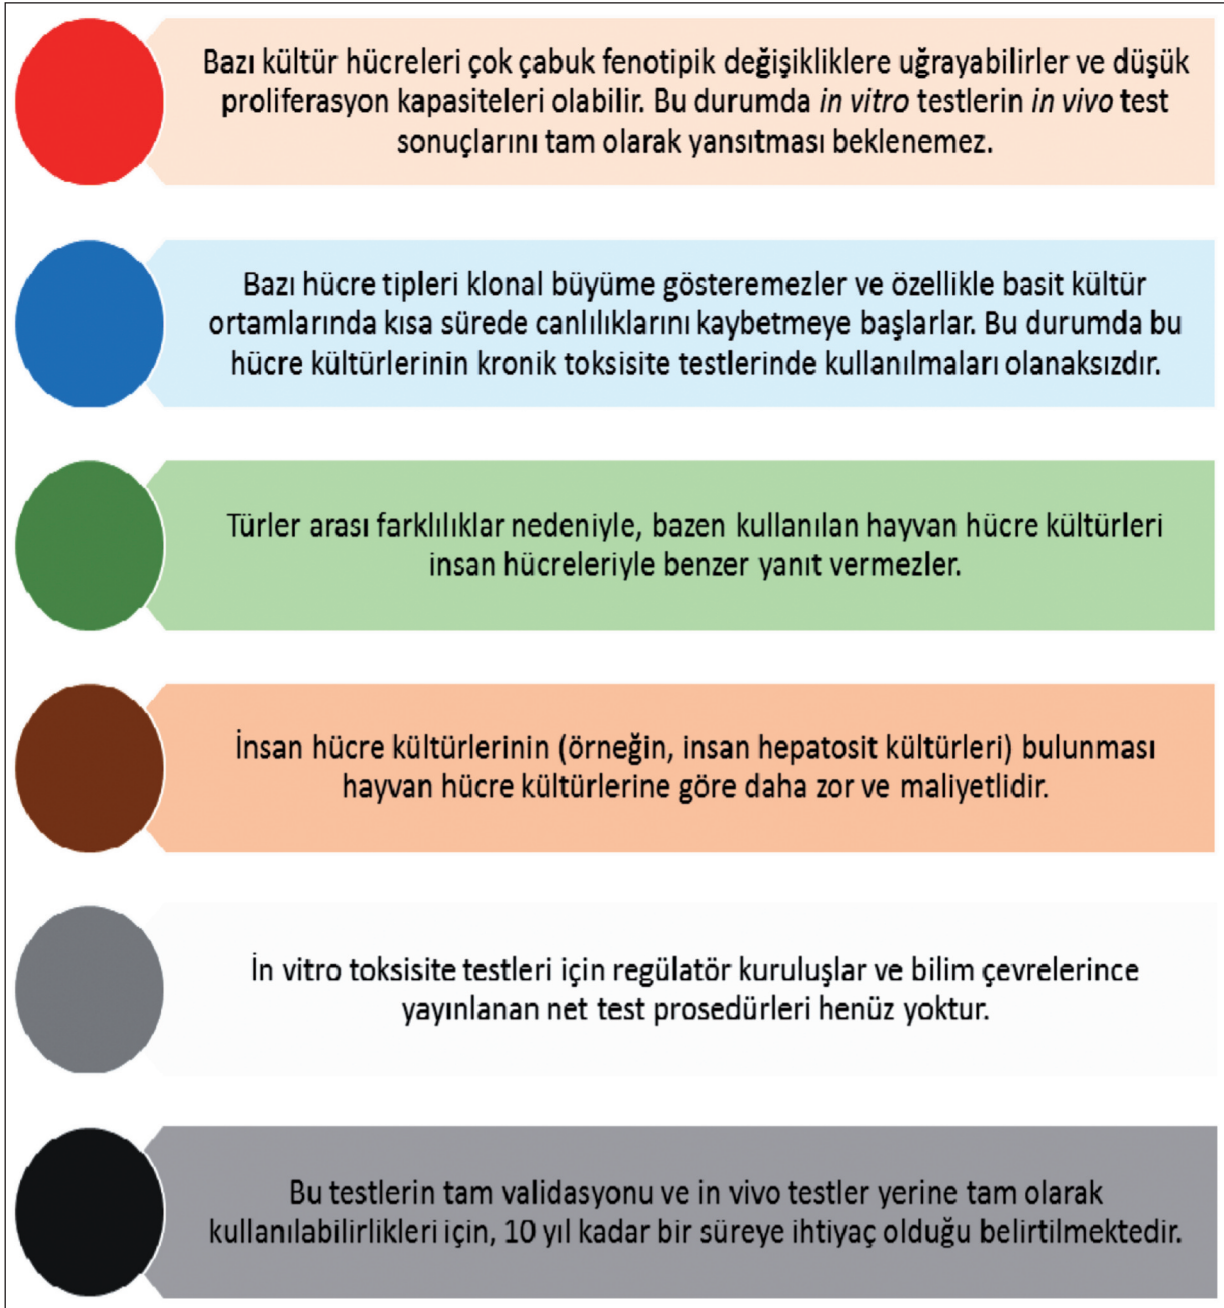 Bazı kültür hücreleri çok çabuk fenotipik değişikliklere uğrayabilirler ve düşük
proliferasyon kapasiteleri olabilir. Bu durumda in vitro testlerin in vivo test
sonuçlarını tam olarak yansıtması beklenemez.
Bazı hücre tipleri klonal büyüme gösteremezler ve özellikle basit kültür
ortamlarında kısa sürede canlılıklarını kaybetmeye başlarlar. Bu durumda bu
hücre kültürlerinin kronik toksisite testlerinde kullanılmaları olanaksızdır.
Türler arası farklılıklar nedeniyle, bazen kullanılan hayvan hücre kültürleri
insan hücreleriyle benzer yanıt vermezler.
İnsan hücre kültürlerinin (örneğin, insan hepatosit kültürleri) bulunması
hayvan hücre kültürlerine göre daha zor ve maliyetlidir.
İn vitro toksisite testleri için regülatör kuruluşlar ve bilim çevrelerince
yayınlanan net test prosedürleri henüz yoktur.
Bu testlerin tam validasyonu ve in vivo testler yerine tam olarak
kullanılabilirlikleri için, 10 yıl kadar bir süreye ihtiyaç olduğu belirtilmektedir.